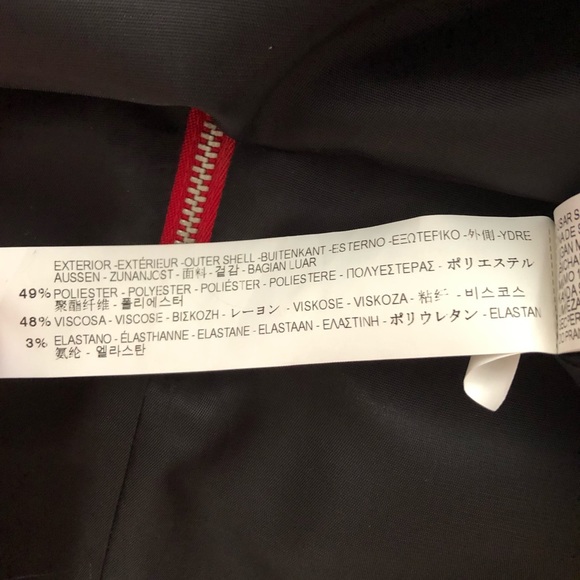 EXTERIOR -EXTÉRIEUR -OUTER SHELL -BUITENKANT -ESTERNO -ΕΞΩΤΕΡΙΚΟ -外側 -YDRE
AUSSEN - ZUNANJCST - 面料 - 겉감 - BAGIAN LUAR
49% POLIESTER - POLYESTER - POLIÉSTER - POLIESTERE - ΠΟΛΥΕΣΤΕΡΑΣ - ポリエステル
聚酯纤维 - 폴리에스터
48% VISCOSA - VISCOSE - ΒΙΣΚΟΖΗ - レーヨン - VISKOSE - VISKOZA - 粘纤 - 비스코스
3% ELASTANO - ÉLASTHANNE - ELASTANE - ELASTAAN - ΕΛΑΣΤΙΝΗ - ポリウレタン - ELASTAN
氨纶 - 엘라스탄